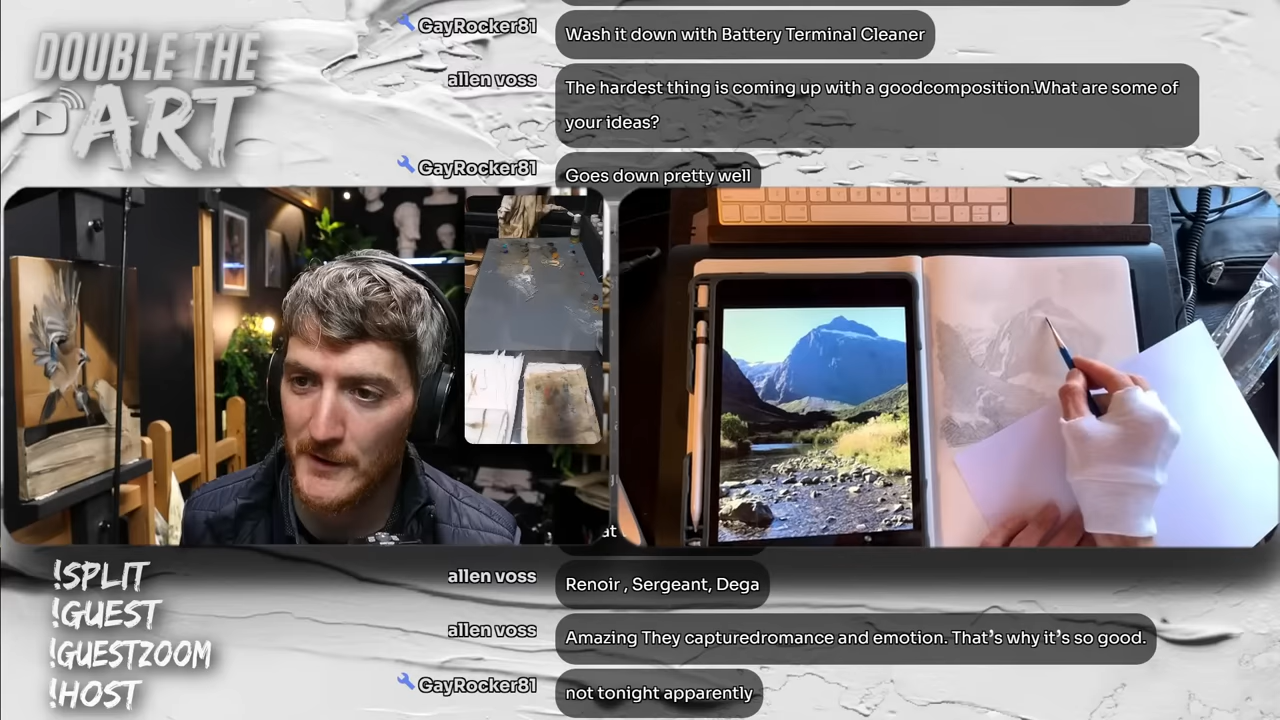 DOUBLE THE
ART
GayRocker81
Wash it down with Battery Terminal Cleaner
allen voss
The hardest thing is coming up with a goodcomposition.What are some of
your ideas?
GayRocker81
Goes down pretty well
at
!SPLIT
!GUEST
!GUESTZOOM
!HOST
allen voss
Renoir , Sergeant, Dega
allen voss
Amazing They capturedromance and emotion. That's why it's so good.
GayRocker81
not tonight apparently